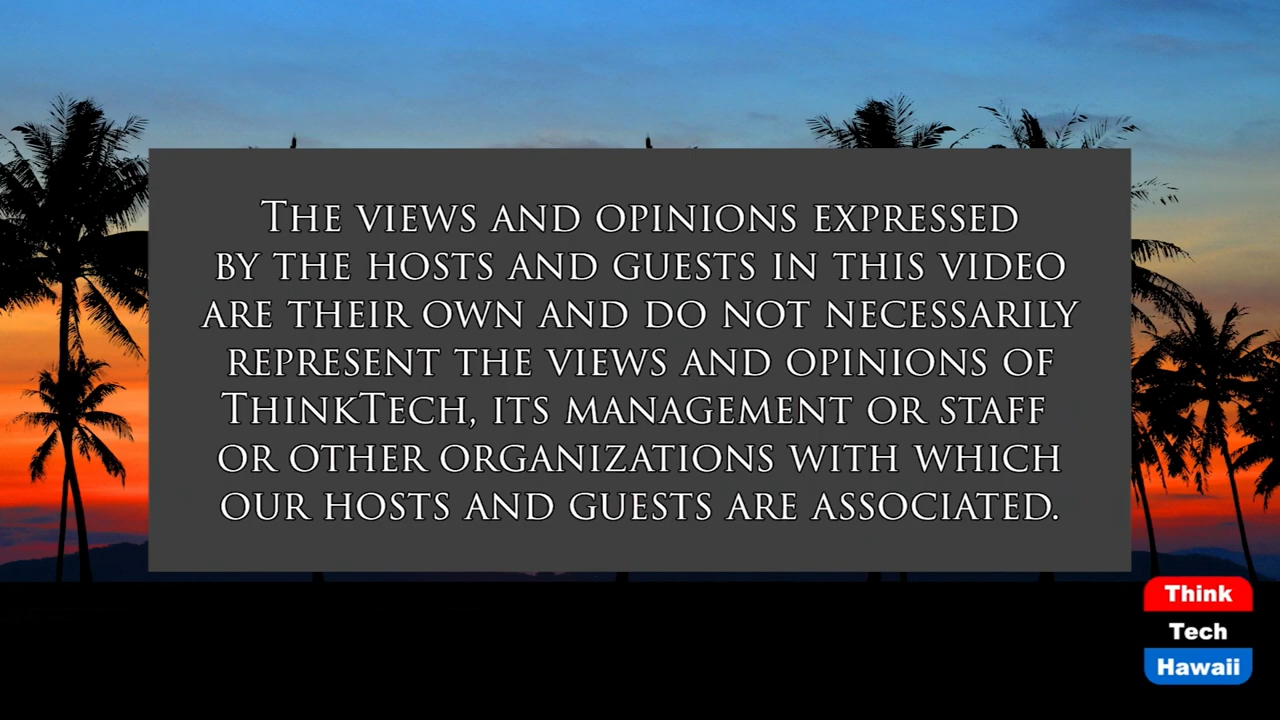 The views and opinions expressed
by the hosts and guests in this video
are their own and do not necessarily
represent the views and opinions of
ThinkTech, its management or staff
or other organizations with which
our hosts and guests are associated.
Think
Tech
Hawaii